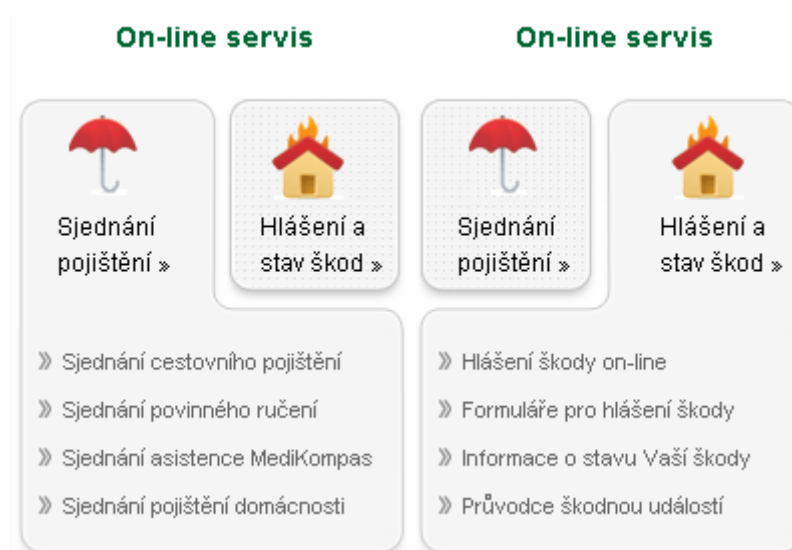 On-line servis
Sjednání
pojištění »
Hlášení a
stav škod »
» Sjednání cestovního pojištění
» Sjednání povinného ručení
» Sjednání asistence MediKompas
» Sjednání pojištění domácnosti
On-line servis
Sjednání
pojištění »
Hlášení a
stav škod »
» Hlášení škody on-line
» Formuláře pro hlášení škody
» Informace o stavu Vaší škody
» Průvodce škodnou událostí